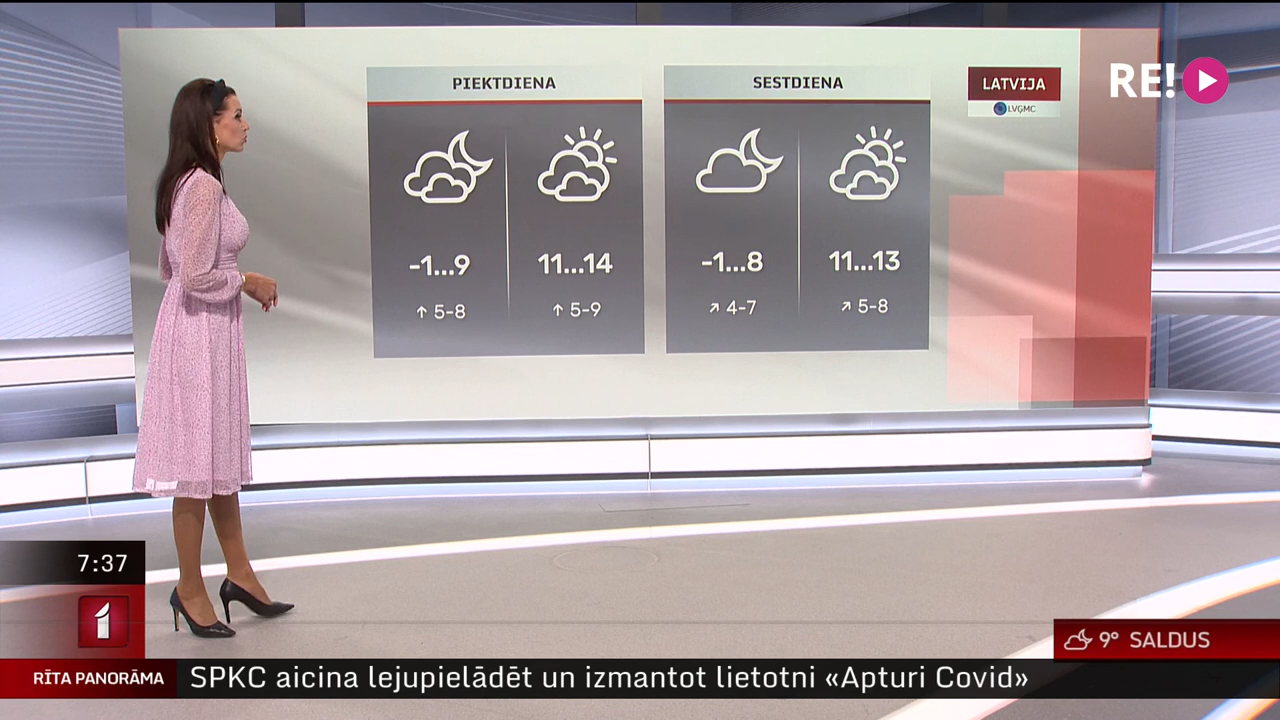 PIEKTDIENA
-1...9
11...14
↑ 5-8
↑ 5-9
SESTDIENA
-1...8
11...13
↗ 4-7
↗ 5-8
LATVIJA
LVĢMC
RE!
7:37
1
9° SALDUS
RĪTA PANORĀMA
SPKC aicina lejupielādēt un izmantot lietotni «Apturi Covid»